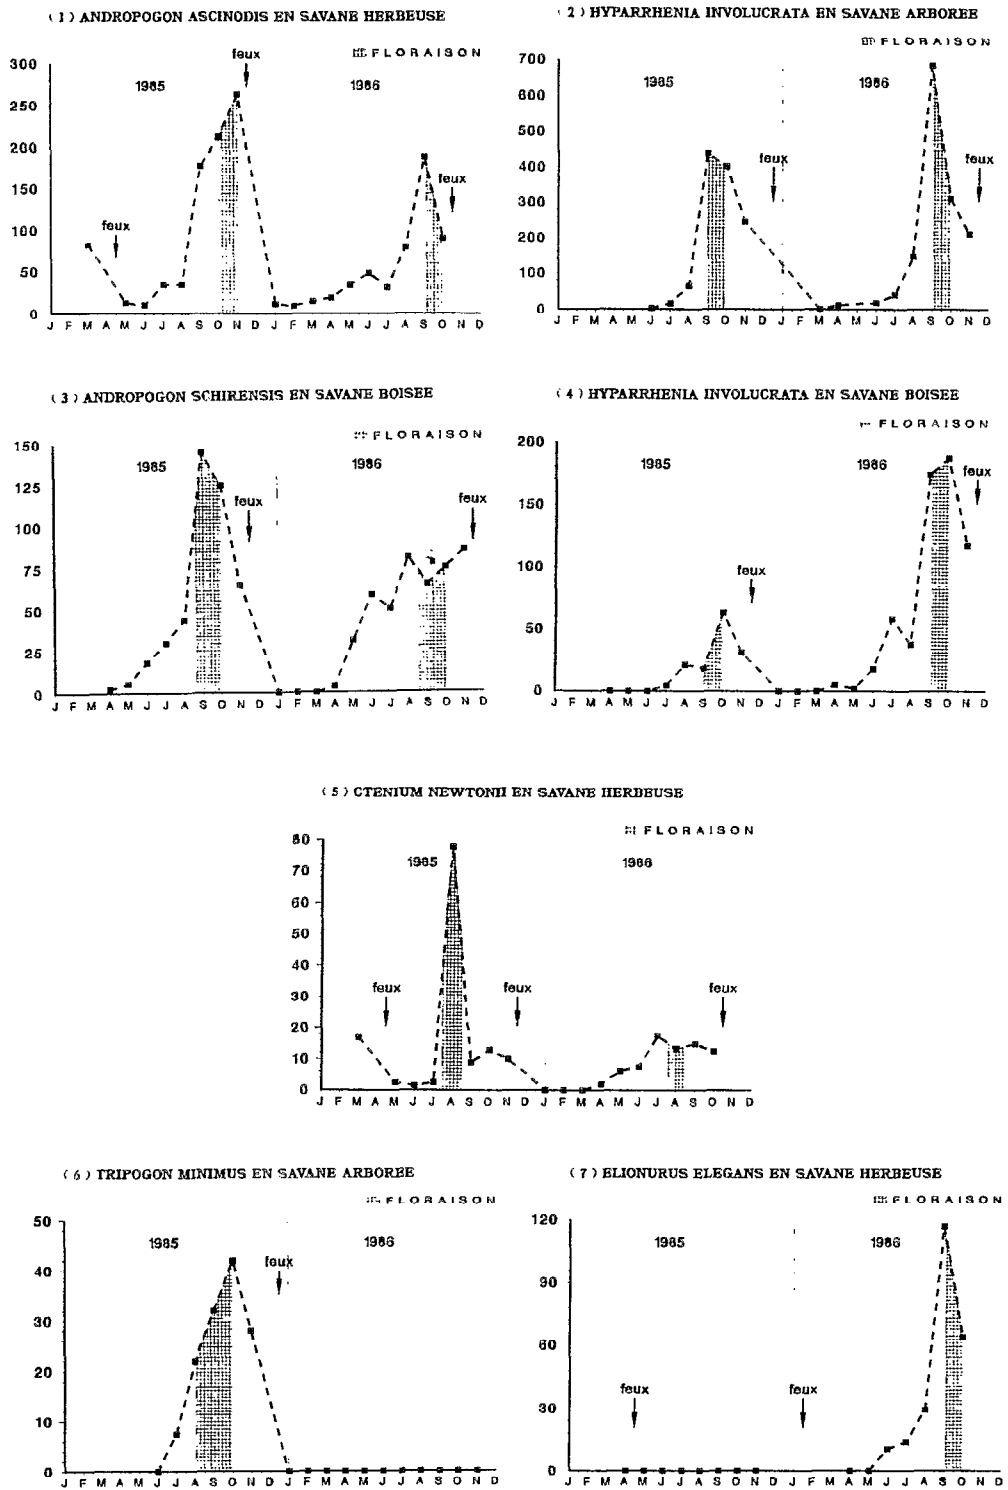 (1) ANDROPOGON ASCINODIS EN SAVANE HERBEUSE
FLORAISON
feux
1985
1986
300
250
200
150
100
50
0
feux
feux
J F M A M J J A S O N D J F M A M J J A S O N D
(2) HYPARRHENIA INVOLUCRATA EN SAVANE ARBOREE
FLORAISON
1985
1986
700
600
500
400
300
200
100
0
feux
feux
J F M A M J J A S O N D J F M A M J J A S O N D
(3) ANDROPOGON SCHIRENSIS EN SAVANE BOISEE
FLORAISON
1985
1986
150
125
100
75
50
25
0
feux
feux
J F M A M J J A S O N D J F M A M J J A S O N D
(4) HYPARRHENIA INVOLUCRATA EN SAVANE BOISEE
FLORAISON
1985
1986
200
150
100
50
0
feux
feux
J F M A M J J A S O N D J F M A M J J A S O N D
(5) CTENIUM NEWTONII EN SAVANE HERBEUSE
FLORAISON
1985
1986
80
70
60
50
40
30
20
10
0
feux
feux
feux
J F M A M J J A S O N D J F M A M J J A S O N D
(6) TRIPOGON MINIMUS EN SAVANE ARBOREE
FLORAISON
1985
1986
50
40
30
20
10
0
feux
J F M A M J J A S O N D J F M A M J J A S O N D
(7) ELIONURUS ELEGANS EN SAVANE HERBEUSE
FLORAISON
1985
1986
120
90
60
30
0
feux
feux
J F M A M J J A S O N D J F M A M J J A S O N D